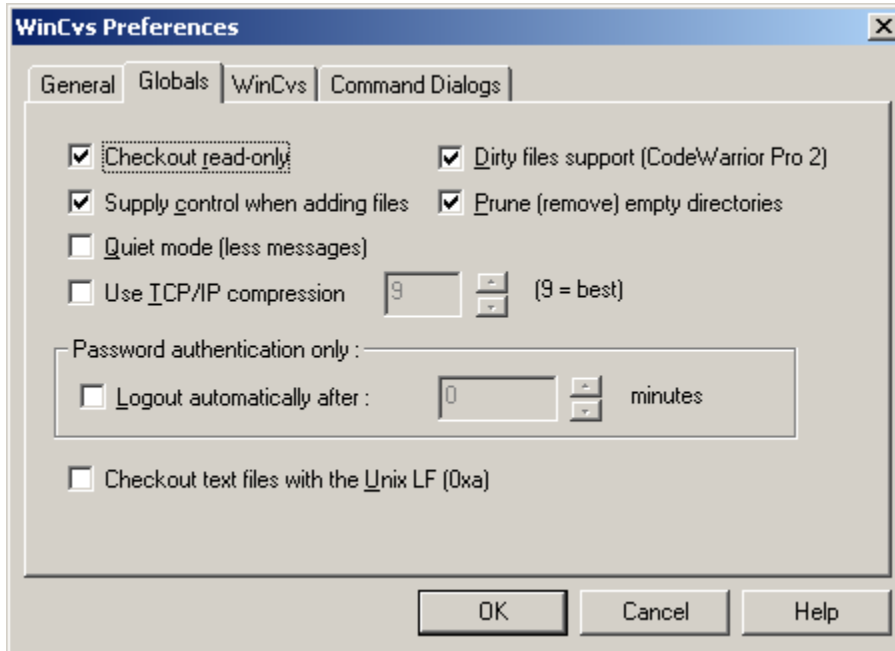 WinCvs Preferences
General Globals WinCvs Command Dialogs
Checkout read-only Dirty files support (CodeWarrior Pro 2)
Supply control when adding files Prune (remove) empty directories
Quiet mode (less messages)
Use TCP/IP compression 9 (9 = best)
Password authentication only :
Logout automatically after : 0 minutes
Checkout text files with the Unix LF (0xa)
OK Cancel Help